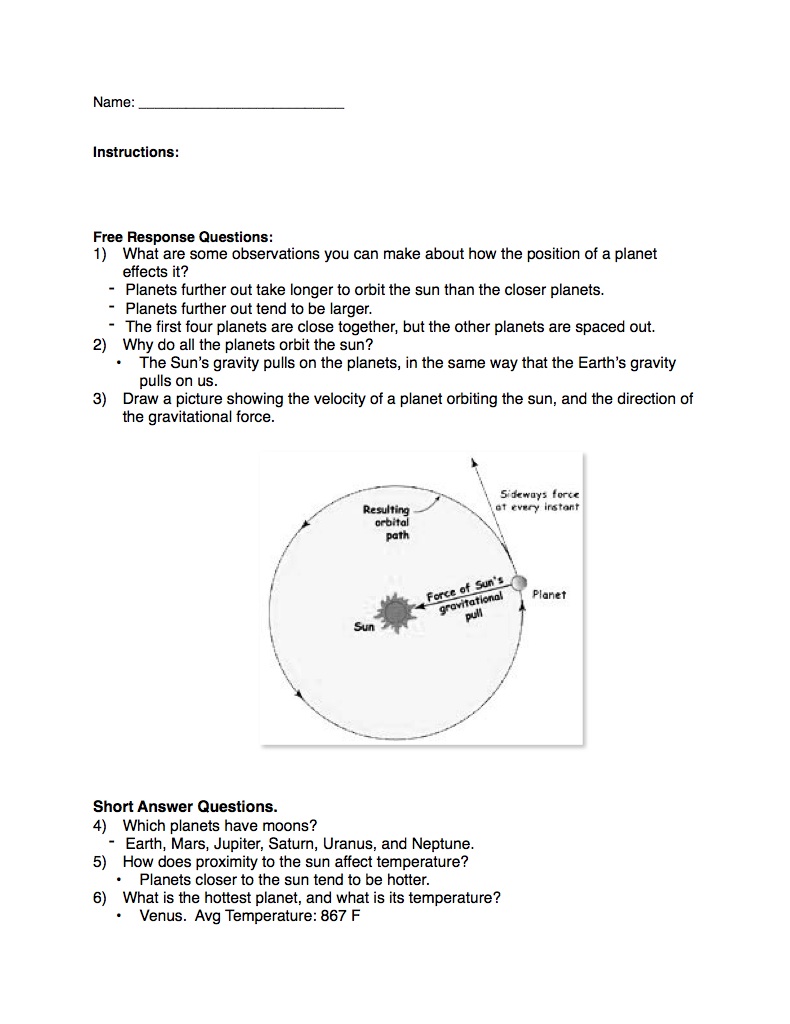 Name: ___________________________
Instructions:
Free Response Questions:
1) What are some observations you can make about how the position of a planet
effects it?
- Planets further out take longer to orbit the sun than the closer planets.
- Planets further out tend to be larger.
- The first four planets are close together, but the other planets are spaced out.
2) Why do all the planets orbit the sun?
• The Sun's gravity pulls on the planets, in the same way that the Earth's gravity
pulls on us.
3) Draw a picture showing the velocity of a planet orbiting the sun, and the direction of
the gravitational force.
Sideways force
at every instant
Resulting
orbital
path
Force of Sun's
gravitational
pull
Planet
Sun
Short Answer Questions.
4) Which planets have moons?
- Earth, Mars, Jupiter, Saturn, Uranus, and Neptune.
5) How does proximity to the sun affect temperature?
• Planets closer to the sun tend to be hotter.
6) What is the hottest planet, and what is its temperature?
• Venus. Avg Temperature: 867 F